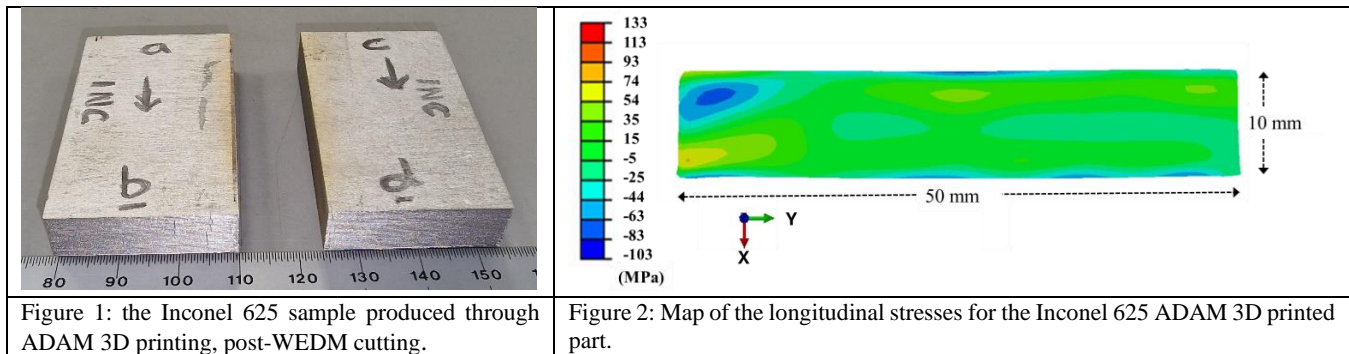 a
INC
b
c
INC
d
80 90 100 110 120 130 140 150
133
113
93
74
54
35
15
-5
-25
-44
-63
-83
-103
(MPa)
10 mm
50 mm
Y
X
Figure 1: the Inconel 625 sample produced through
ADAM 3D printing, post-WEDM cutting.
Figure 2: Map of the longitudinal stresses for the Inconel 625 ADAM 3D printed
part.